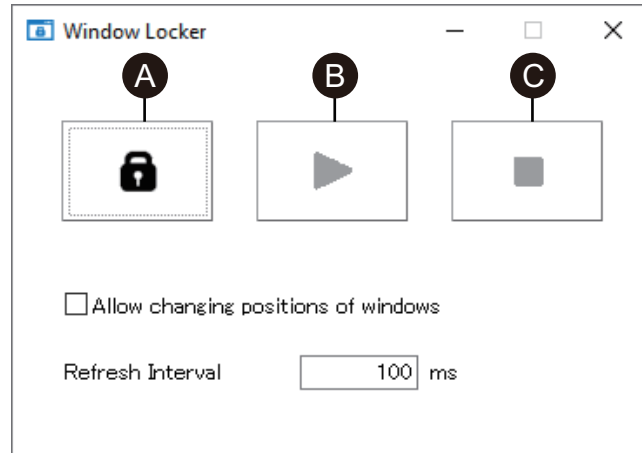 Window Locker
A B C
Allow changing positions of windows
Refresh Interval 100 ms